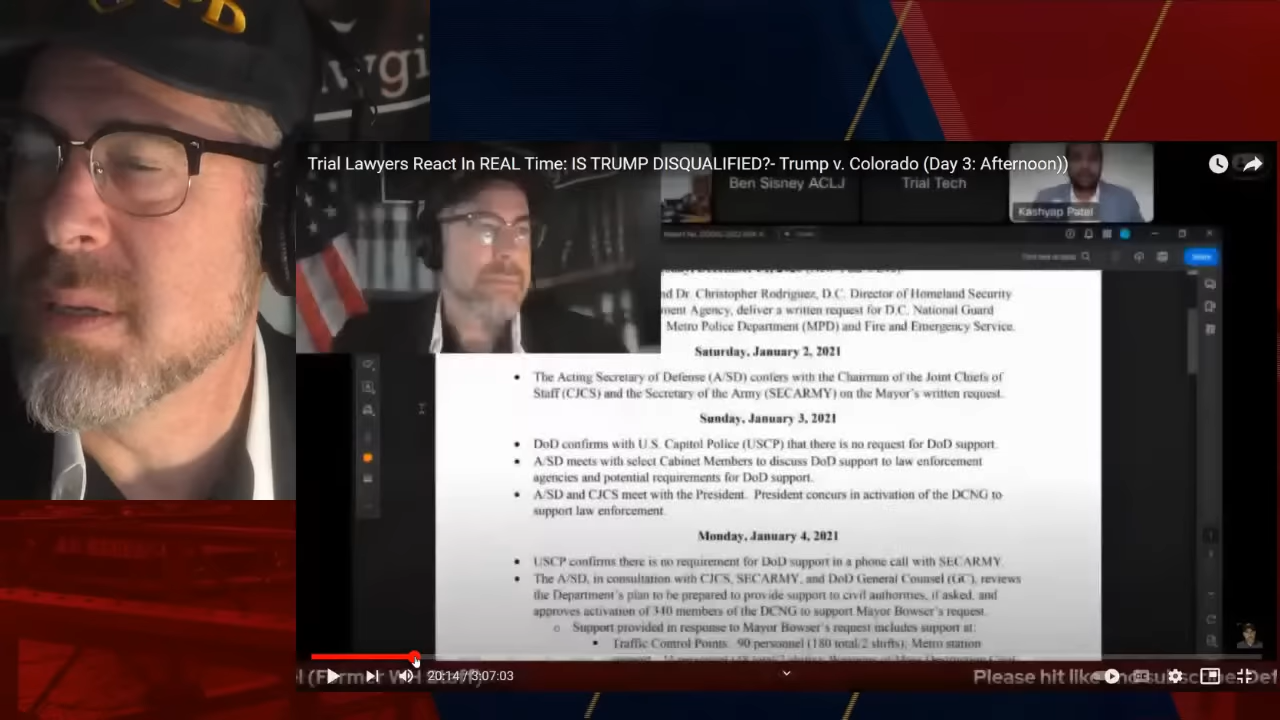 Trial Lawyers React In REAL Time: IS TRUMP DISQUALIFIED?- Trump v. Colorado (Day 3: Afternoon))
Ben Sisney ACLJ
Trial Tech
Kashyap Patel
nd Dr. Christopher Rodriguez, D.C. Director of Homeland Security
ment Agency, deliver a written request for D.C. National Guard
Metro Police Department (MPD) and Fire and Emergency Service.
Saturday, January 2, 2021
• The Acting Secretary of Defense (A/SD) confers with the Chairman of the Joint Chiefs of
Staff (CJCS) and the Secretary of the Army (SECARMY) on the Mayor's written request.
Sunday, January 3, 2021
• DoD confirms with U.S. Capitol Police (USCP) that there is no request for DoD support.
• A/SD meets with select Cabinet Members to discuss DoD support to law enforcement
agencies and potential requirements for DoD support.
• A/SD and CJCS meet with the President. President concurs in activation of the DCNG to
support law enforcement.
Monday, January 4, 2021
• USCP confirms there is no requirement for DoD support in a phone call with SECARMY.
• The A/SD, in consultation with CJCS, SECARMY, and DoD General Counsel (GC), reviews
the Department's plan to be prepared to provide support to civil authorities, if asked, and
approves activation of 340 members of the DCNG to support Mayor Bowser's request.
o Support provided in response to Mayor Bowser's request includes support at:
▪ Traffic Control Points: 90 personnel (180 total/2 shifts); Metro station
20:14 / 3:07:03
Please hit like and subscribe